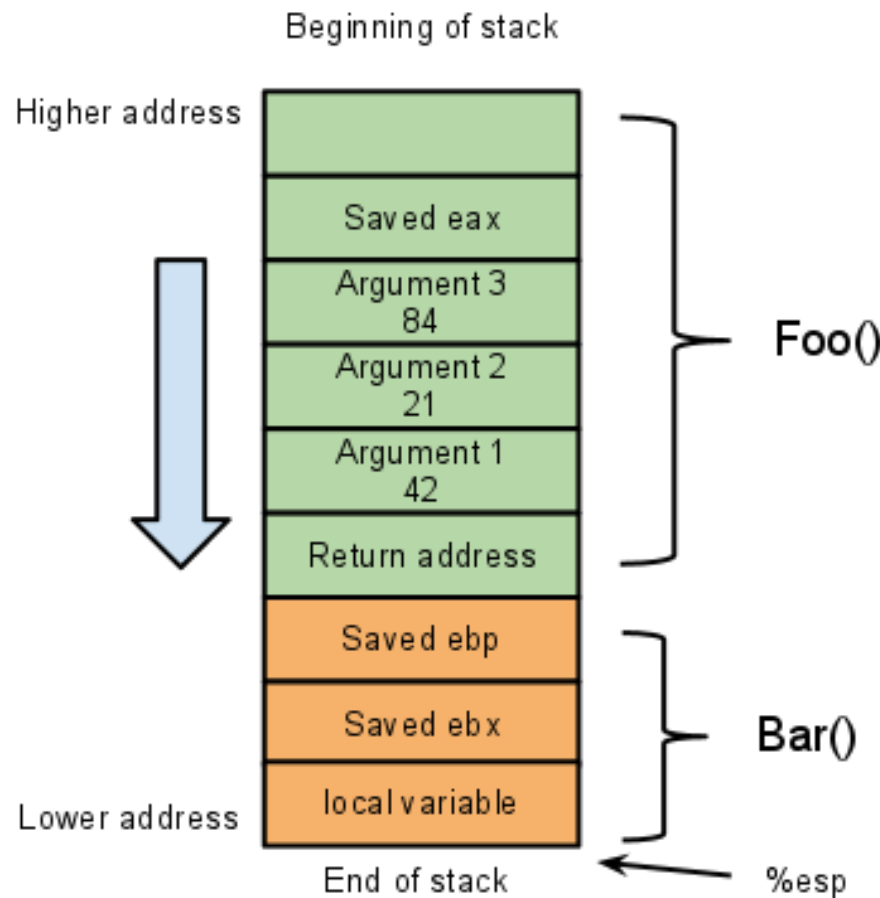 Beginning of stack
Higher address
Saved eax
Argument 3
84
Argument 2
21
Argument 1
42
Return address
Foo()
Saved ebp
Saved ebx
local variable
Bar()
Lower address
End of stack
%esp